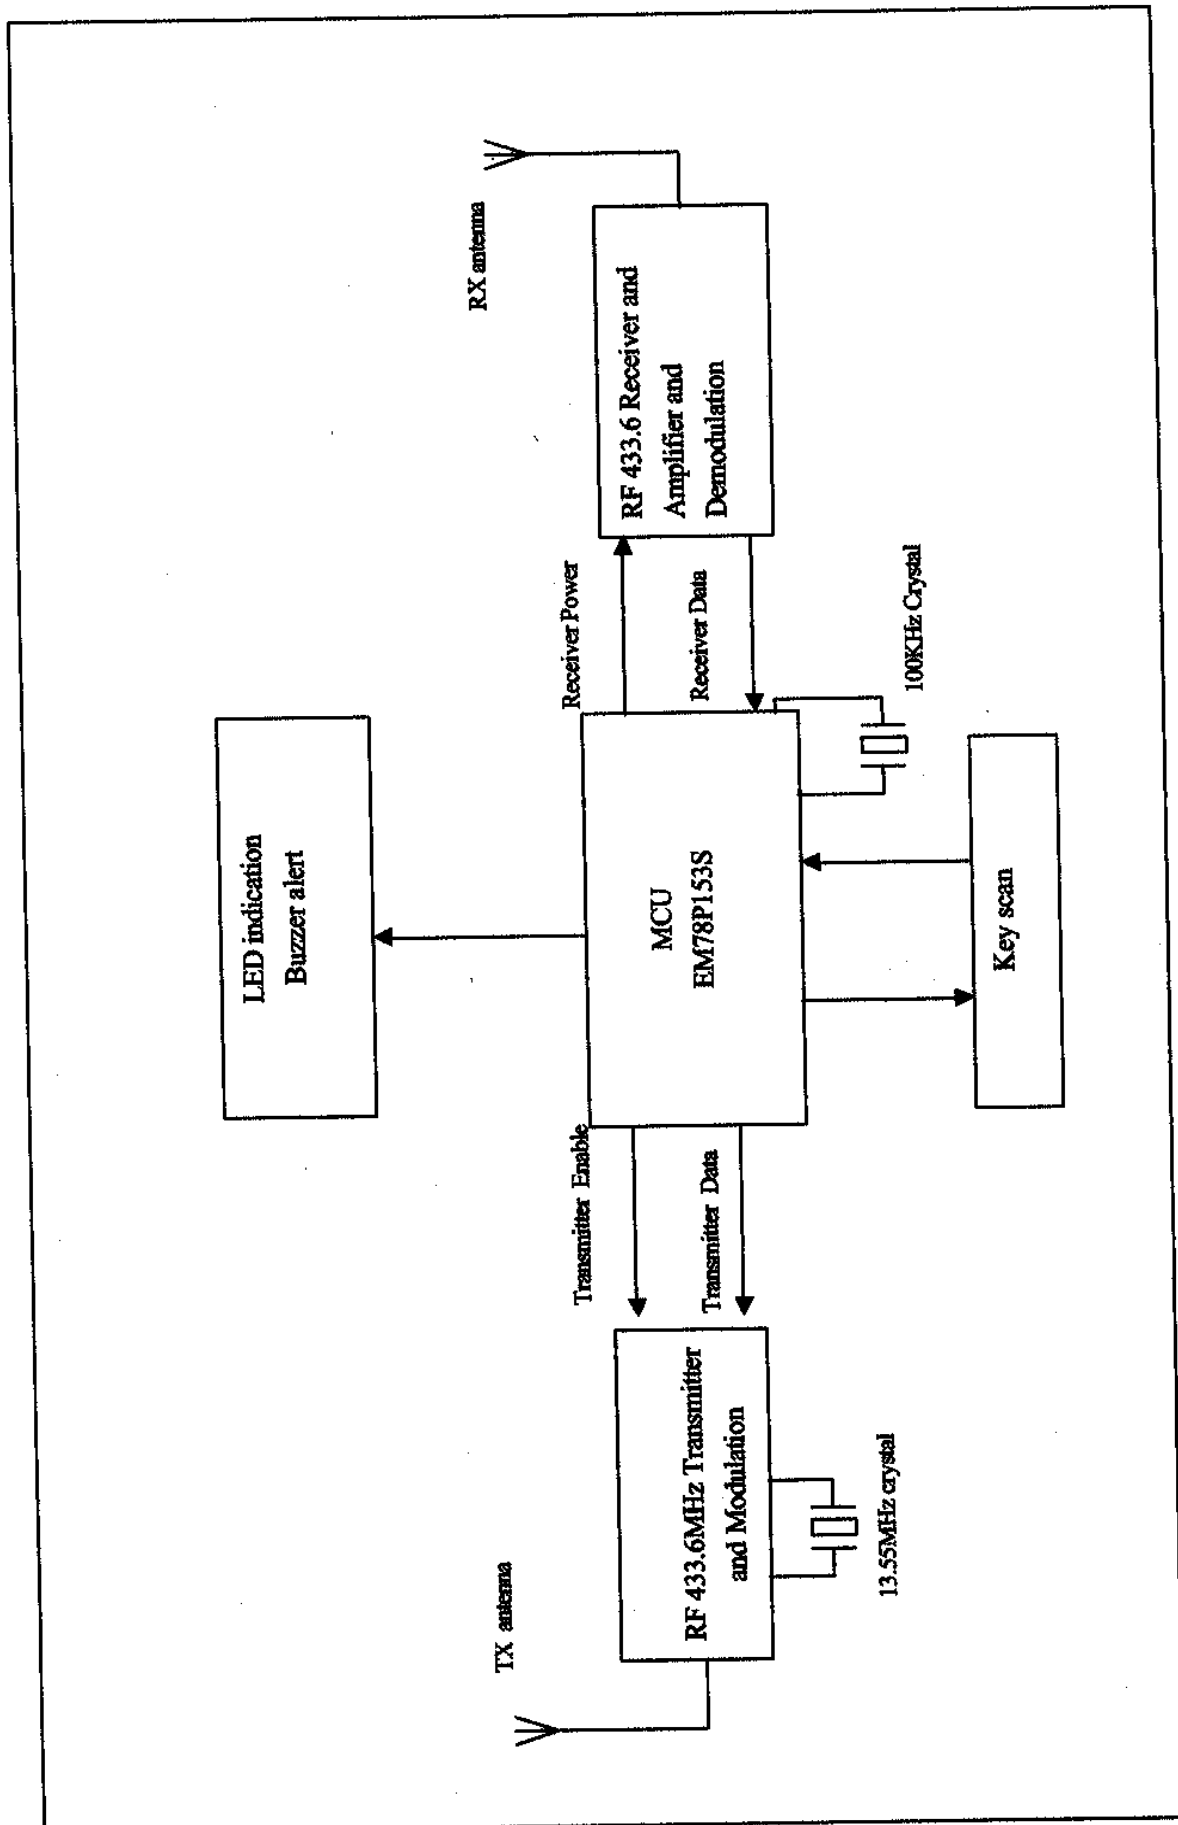 LED indication
Buzzer alert
TX antenna
RX antenna
Transmitter Enable
Receiver Power
RF 433.6MHz Transmitter
and Modulation
MCU
EM78P153S
RF 433.6 Receiver and
Amplifier and
Demodulation
Transmitter Data
Receiver Data
13.55MHz crystal
100KHz Crystal
Key scan